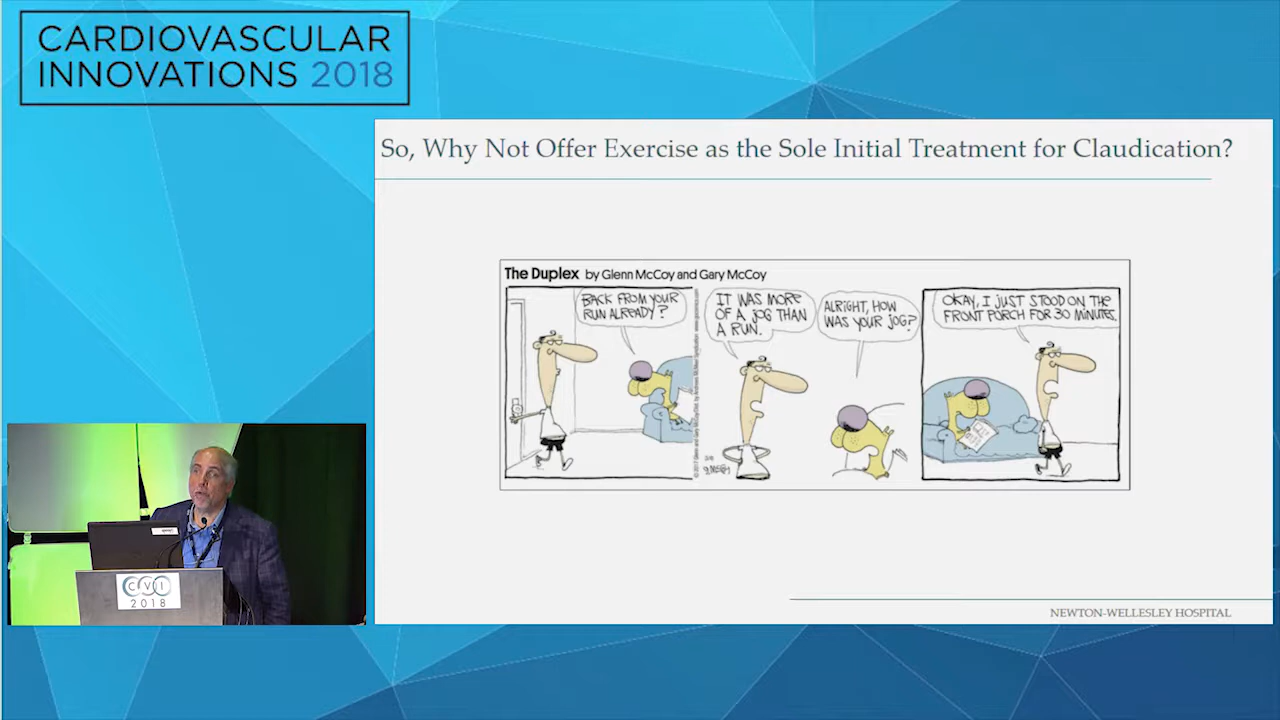 CARDIOVASCULAR
INNOVATIONS 2018
So, Why Not Offer Exercise as the Sole Initial Treatment for Claudication?
The Duplex by Glenn McCoy and Gary McCoy
BACK FROM YOUR
RUN ALREADY?
IT WAS MORE
OF A JOG THAN
A RUN.
ALRIGHT, HOW
WAS YOUR JOG?
OKAY, I JUST STOOD ON THE
FRONT PORCH FOR 30 MINUTES.
CVI
2018
NEWTON-WELLESLEY HOSPITAL